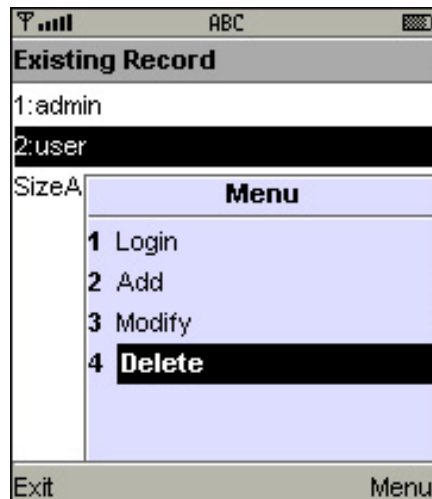 ABC
Existing Record
1:admin
2:user
SizeA
Menu
1 Login
2 Add
3 Modify
4 Delete
Exit Menu